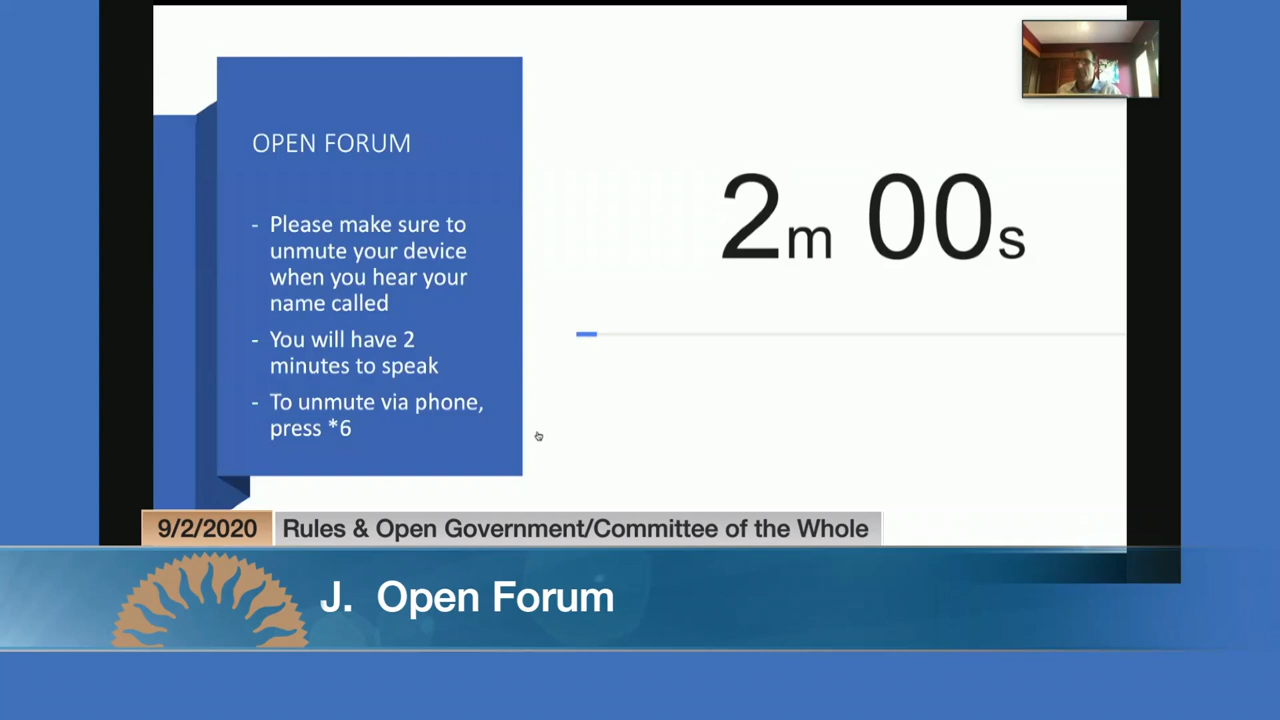 OPEN FORUM
- Please make sure to
unmute your device
when you hear your
name called
- You will have 2
minutes to speak
- To unmute via phone,
press *6
2m 00s
9/2/2020
Rules & Open Government/Committee of the Whole
J. Open Forum